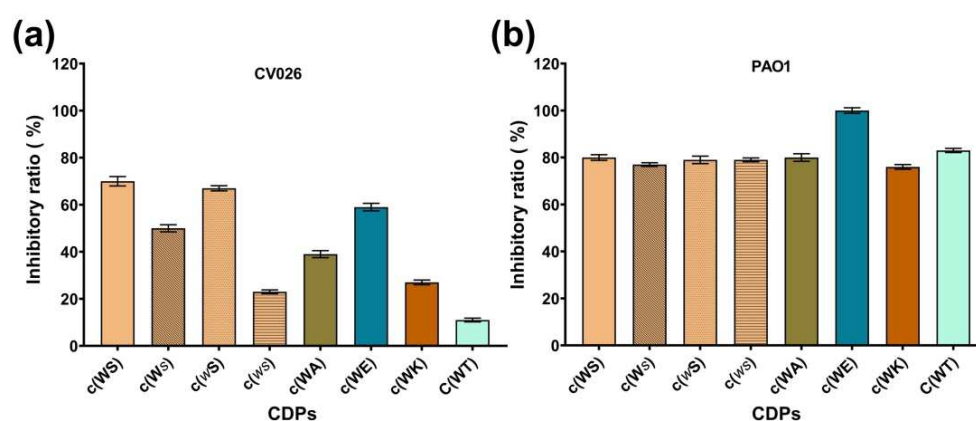 (a)
CV026
Inhibitory ratio ( %)
120
100
80
60
40
20
0
c(WS)
c(Ws)
c(wS)
c(ws)
c(WA)
c(WE)
c(WK)
C(WT)
CDPs
(b)
PAO1
Inhibitory ratio ( %)
120
100
80
60
40
20
0
c(WS)
c(Ws)
c(wS)
c(ws)
c(WA)
c(WE)
c(WK)
C(WT)
CDPs